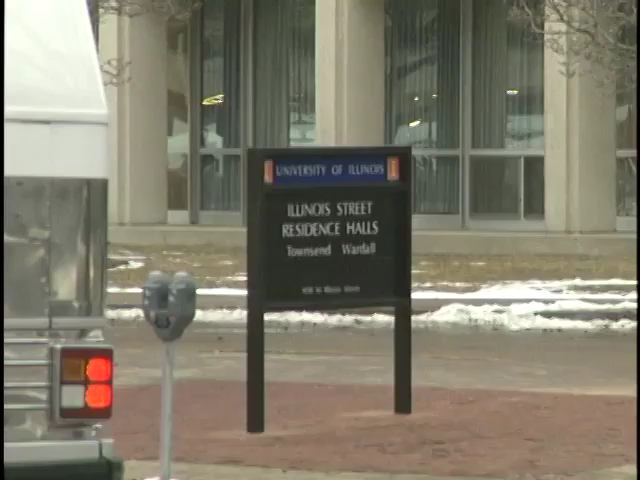 UNIVERSITY OF ILLINOIS
ILLINOIS STREET
RESIDENCE HALLS
Townsend Wardall